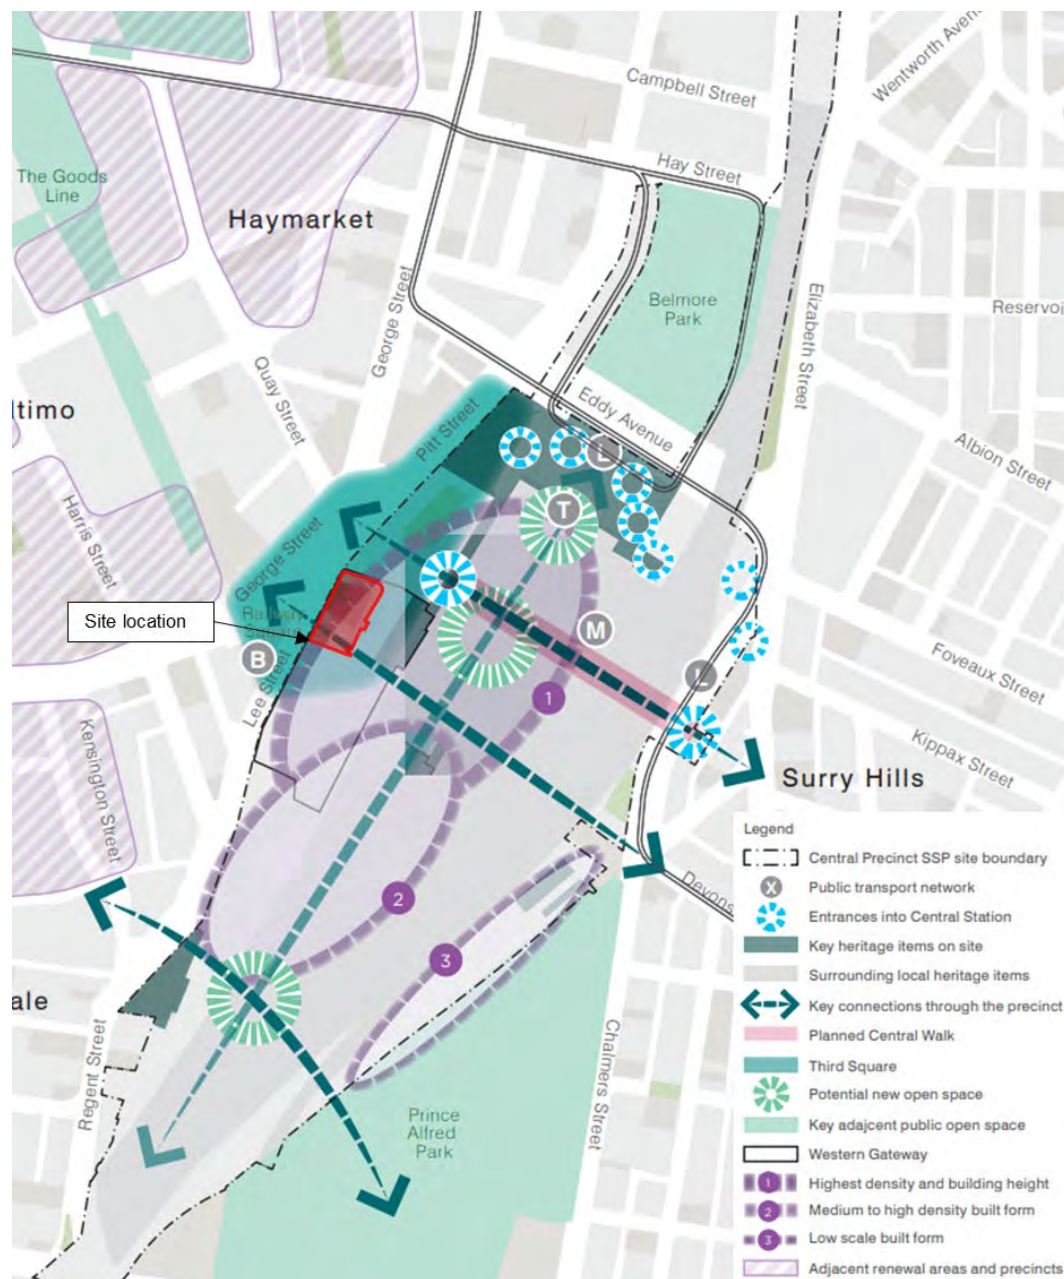 Campbell Street
Wentworth Avenu
The Goods
Line
Hay Street
Haymarket
George Street
Belmore
Park
Elizabeth Street
Reservoi
Quay Street
ltimo
Pitt Street
Eddy Avenue
L
Albion Street
Harris Street
T
George Street
Site location
Railway
M
B
Lee Street
L
Foveaux Street
1
Kensington Street
Kippax Street
Surry Hills
2
Devons
3
ale
Regent Street
Chalmers Street
Prince
Alfred
Park
Legend
Central Precinct SSP site boundary
X Public transport network
Entrances into Central Station
Key heritage items on site
Surrounding local heritage items
Key connections through the precinct
Planned Central Walk
Third Square
Potential new open space
Key adajcent public open space
Western Gateway
1 Highest density and building height
2 Medium to high density built form
3 Low scale built form
Adjacent renewal areas and precincts